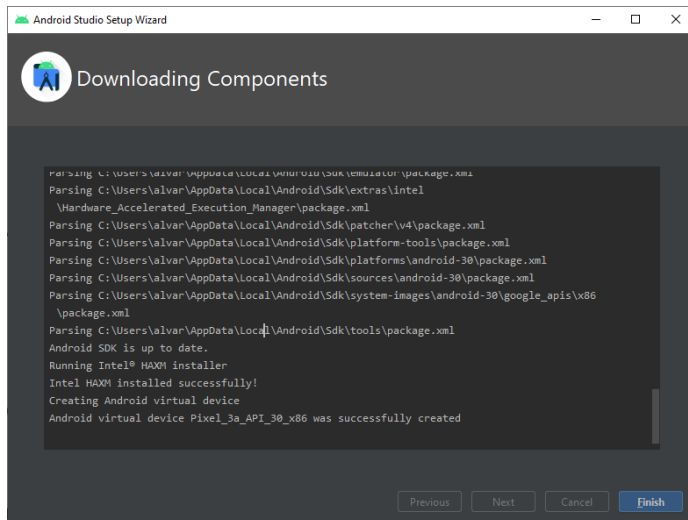 Android Studio Setup Wizard
Downloading Components
Parsing C:\Users\alvar\AppData\Local\Android\Sdk\emulator\package.xml
Parsing C:\Users\alvar\AppData\Local\Android\Sdk\extras\intel
\Hardware_Accelerated_Execution_Manager\package.xml
Parsing C:\Users\alvar\AppData\Local\Android\Sdk\patcher\v4\package.xml
Parsing C:\Users\alvar\AppData\Local\Android\Sdk\platform-tools\package.xml
Parsing C:\Users\alvar\AppData\Local\Android\Sdk\platforms\android-30\package.xml
Parsing C:\Users\alvar\AppData\Local\Android\Sdk\sources\android-30\package.xml
Parsing C:\Users\alvar\AppData\Local\Android\Sdk\system-images\android-30\google_apis\x86
\package.xml
Parsing C:\Users\alvar\AppData\Local\Android\Sdk\tools\package.xml
Android SDK is up to date.
Running Intel® HAXM installer
Intel HAXM installed successfully!
Creating Android virtual device
Android virtual device Pixel_3a_API_30_x86 was successfully created
Previous
Next
Cancel
Finish